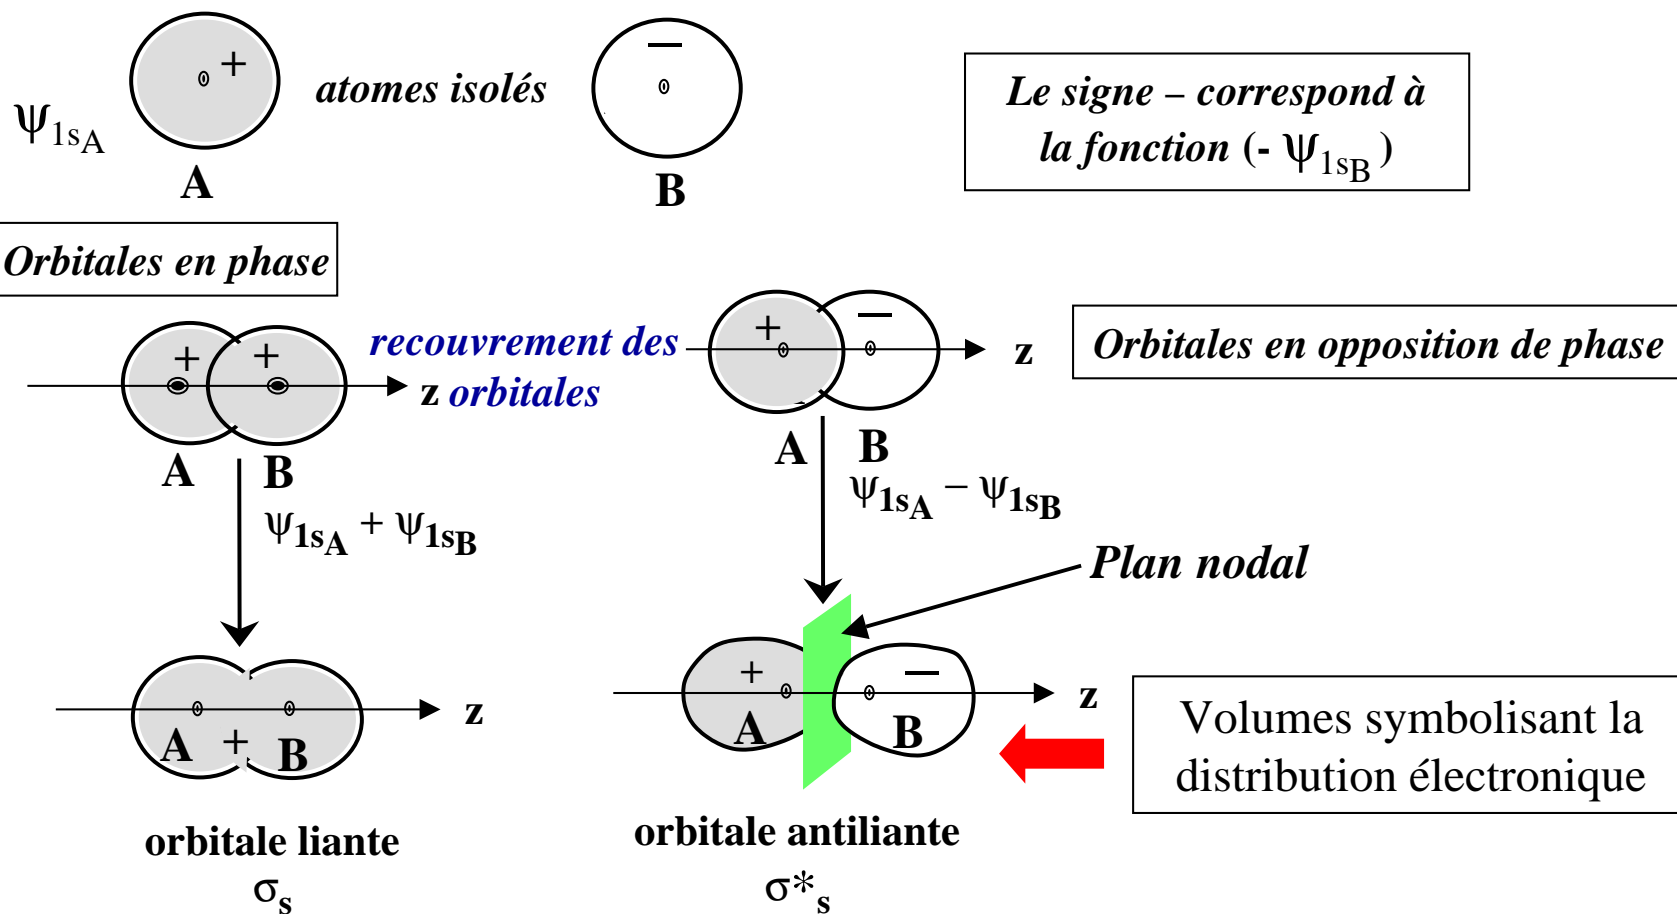 +
—
atomes isolés
ψ1sA
A
B
Le signe – correspond à
la fonction (- ψ1sB )
Orbitales en phase
+ +
z
A B
recouvrement des
orbitales
+ —
z
A B
Orbitales en opposition de phase
ψ1sA + ψ1sB
ψ1sA − ψ1sB
Plan nodal
A + B
z
+ —
A B
z
Volumes symbolisant la
distribution électronique
orbitale liante
σs
orbitale antiliante
σ*s